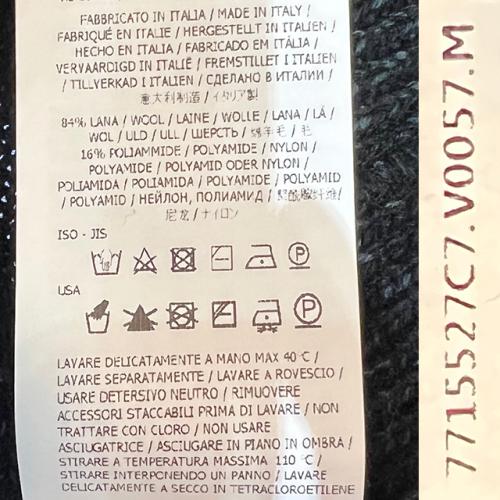 FABBRICATO IN ITALIA / MADE IN ITALY /
FABRIQUÉ EN ITALIE / HERGESTELLT IN ITALIEN /
HECHO EN ITALIA / FABRICADO EM ITÁLIA /
VERVAARDIGD IN ITALIË / FREMSTILLET I ITALIEN
/ TILLVERKAD I ITALIEN / СДЕЛАНО В ИТАЛИИ /
意大利制造 / イタリア製
84% LANA / WOOL / LAINE / WOLLE / LANA / LÃ /
WOL / ULD / ULL / ШЕРСТЬ / 绵羊毛 / 毛
16% POLIAMMIDE / POLYAMIDE / NYLON /
POLYAMIDE / POLYAMID ODER NYLON /
POLIAMIDA / POLIAMIDA / POLYAMIDE / POLYAMID
/ POLYAMID / НЕЙЛОН, ПОЛИАМИД / 聚酰胺纤维/
尼龙 / ナイロン
ISO - JIS
P
USA
P
LAVARE DELICATAMENTE A MANO MAX 40°C /
LAVARE SEPARATAMENTE / LAVARE A ROVESCIO /
USARE DETERSIVO NEUTRO / RIMUOVERE
ACCESSORI STACCABILI PRIMA DI LAVARE / NON
TRATTARE CON CLORO / NON USARE
ASCIUGATRICE / ASCIUGARE IN PIANO IN OMBRA /
STIRARE A TEMPERATURA MASSIMA 110°C /
STIRARE INTERPONENDO UN PANNO / LAVARE
DELICATAMENTE A SECCO IN TETRACLOROETILENE
7715527C7.V0057.M